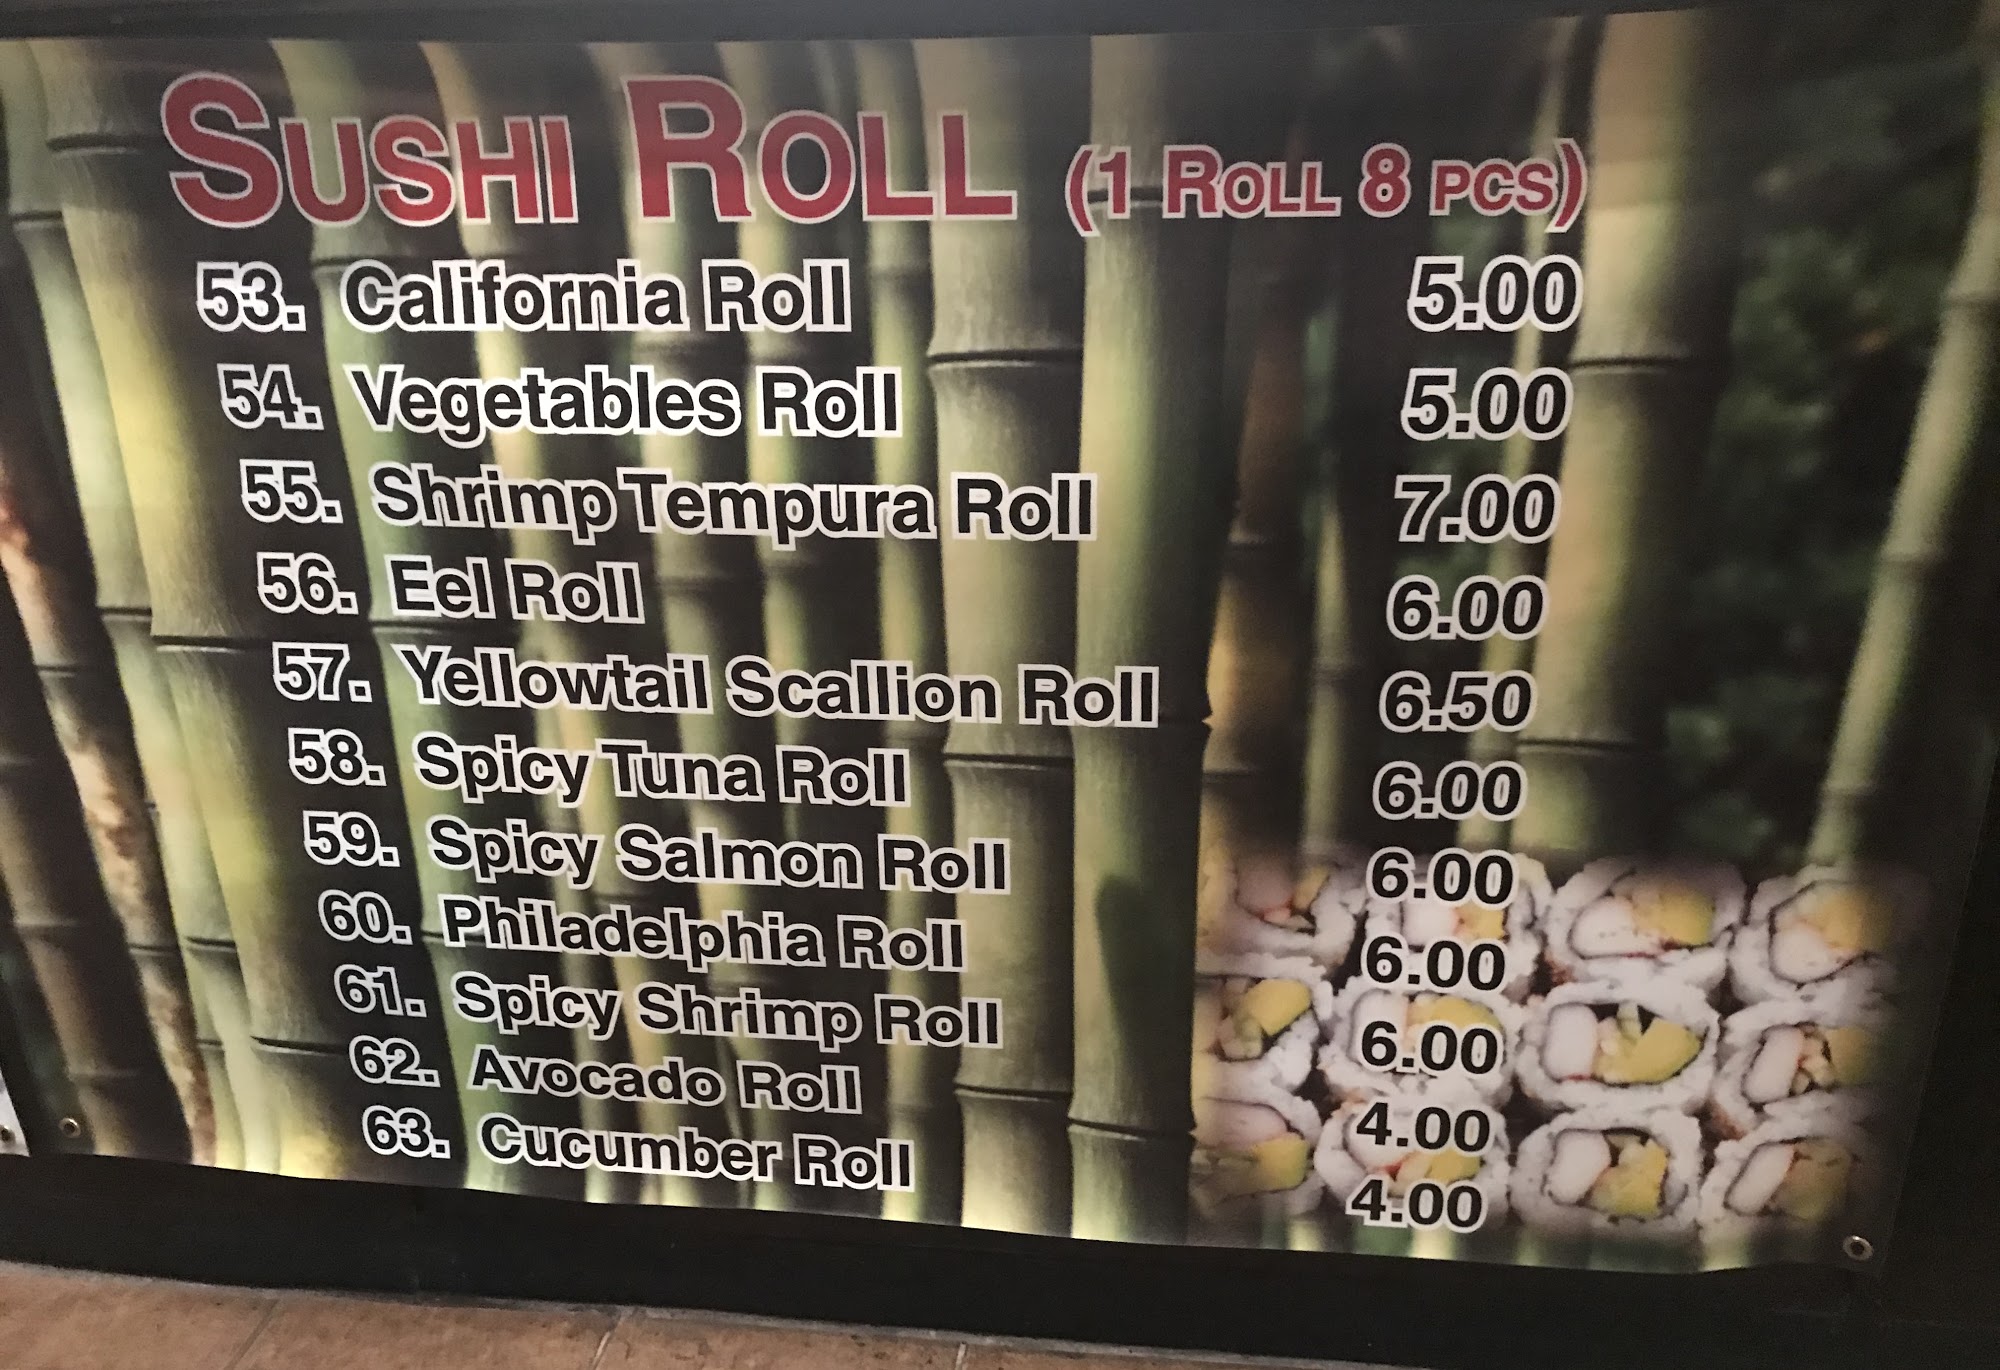 SUSHI ROLL (1 ROLL 8 PCS)
53. California Roll 5.00
54. Vegetables Roll 5.00
55. Shrimp Tempura Roll 7.00
56. Eel Roll 6.00
57. Yellowtail Scallion Roll 6.50
58. Spicy Tuna Roll 6.00
59. Spicy Salmon Roll 6.00
60. Philadelphia Roll 6.00
61. Spicy Shrimp Roll 6.00
62. Avocado Roll 4.00
63. Cucumber Roll 4.00